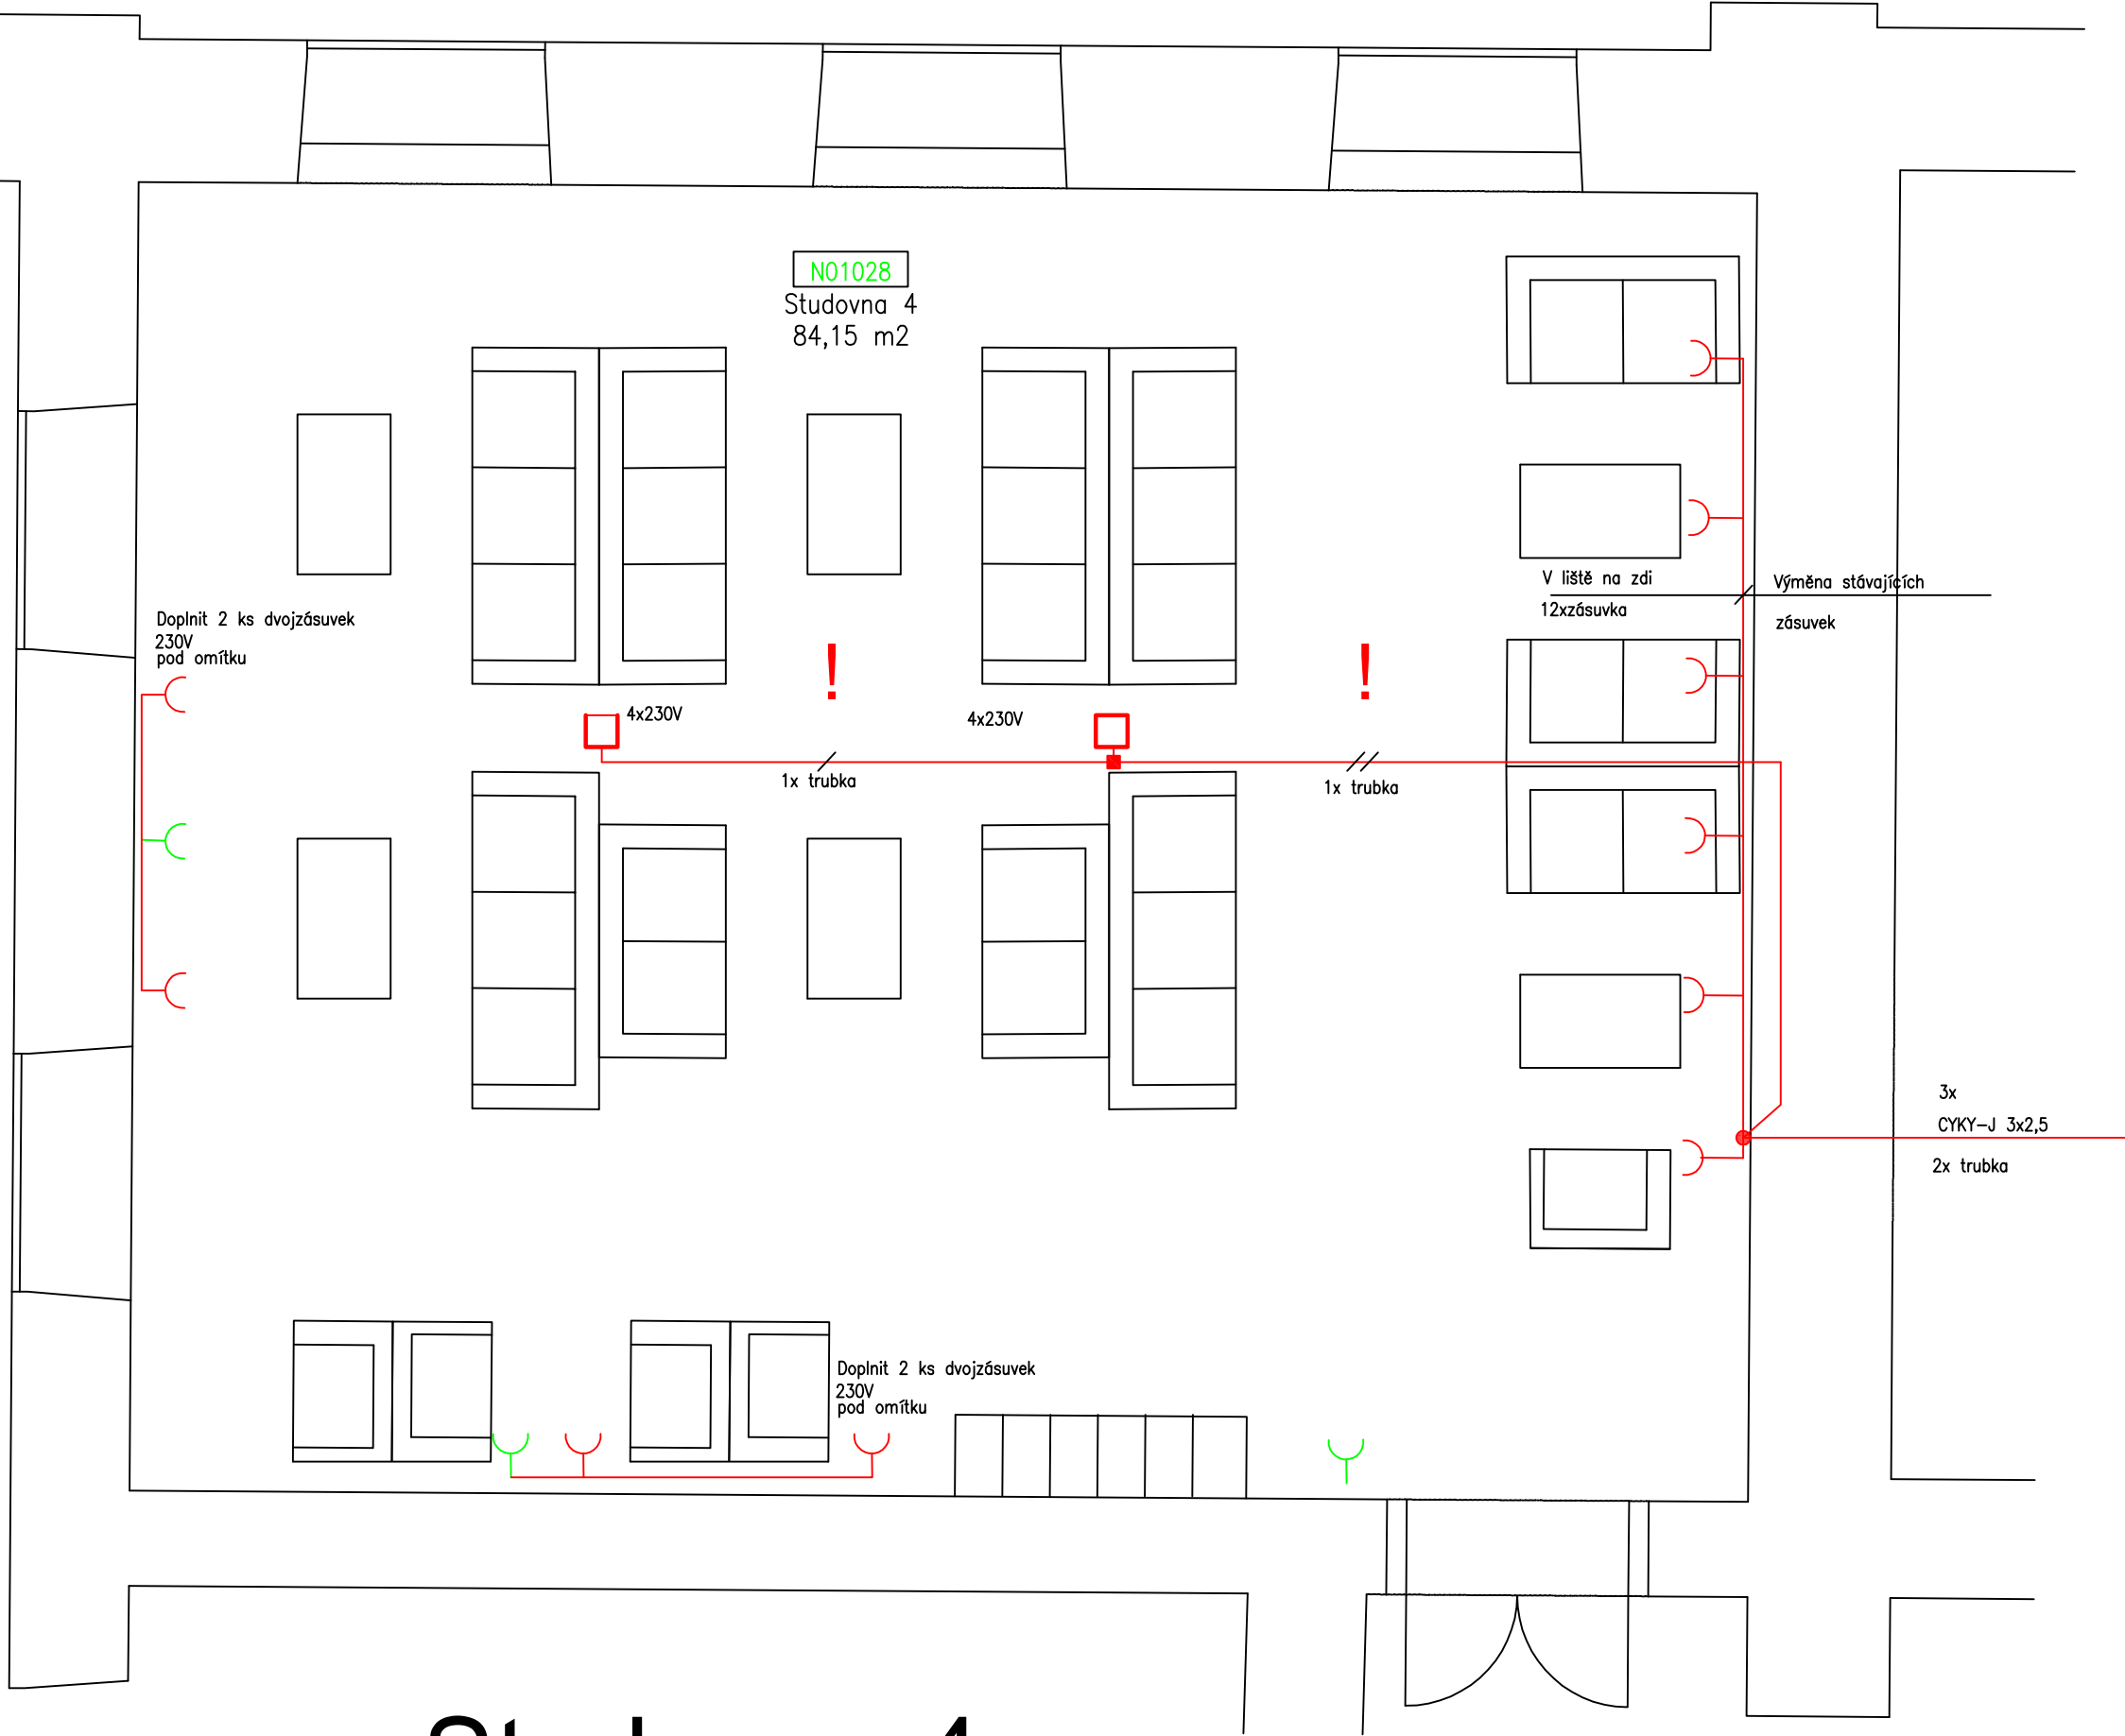 N01028
Studovna 4
84,15 m2
V liště na zdi
12xzásuvka
Výměna stávajících
zásuvek
Doplnit 2 ks dvojzásuvek
230V
pod omítku
!
!
4x230V
4x230V
1x trubka
1x trubka
3x
CYKY-J 3x2,5
2x trubka
Doplnit 2 ks dvojzásuvek
230V
pod omítku